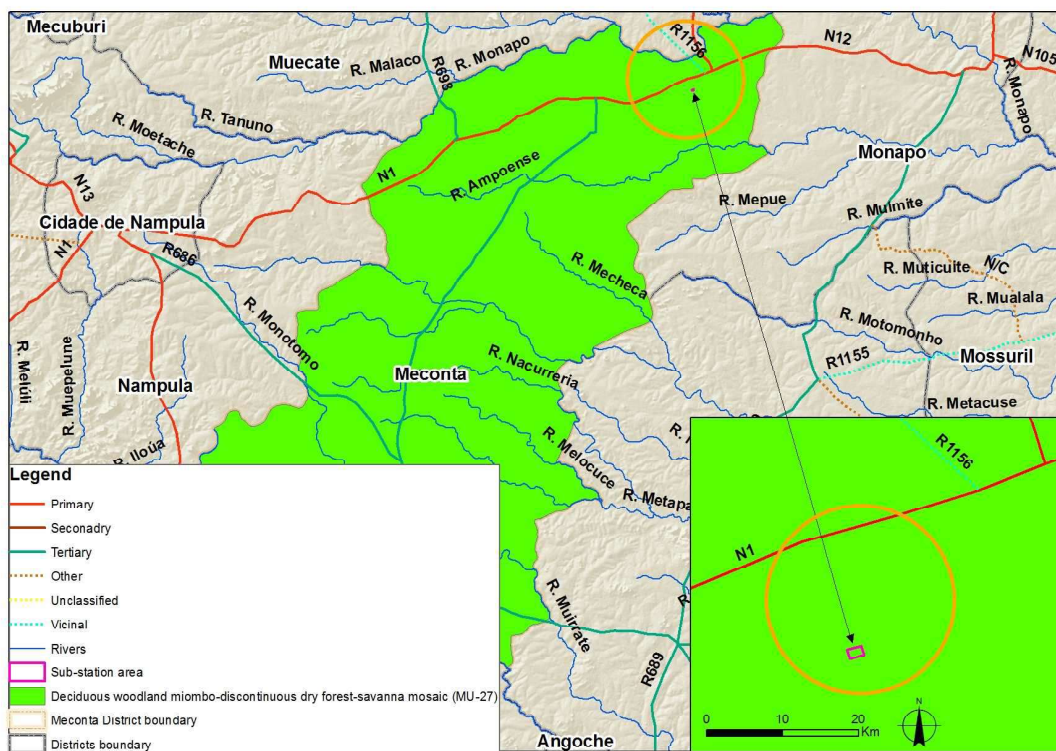 Mecuburi
Muecate
R. Malaco
R. Monapo
R698
R1156
N12
N105
R. Monapo
R. Tanuno
R. Moetache
N13
Cidade de Nampula
N1
R686
N1
R. Ampoense
Monapo
R. Mepue
R. Mulmite
R. Muticuite
N/C
R. Mualala
R. Mecheca
R. Motomonho
R1155
Mossuril
R. Monotomo
R. Nacurreria
R. Metacuse
R. Melúli
R. Muepelume
Nampula
Meconta
R. Iloúa
R. Melocuce
R. Metapa
R. Muirrate
R689
Angoche
Legend
Primary
Seconadry
Tertiary
Other
Unclassified
Vicinal
Rivers
Sub-station area
Deciduous woodland miombo-discontinuous dry forest-savanna mosaic (MU-27)
Meconta District boundary
Districts boundary
R1156
N1
N
0 10 20
Km